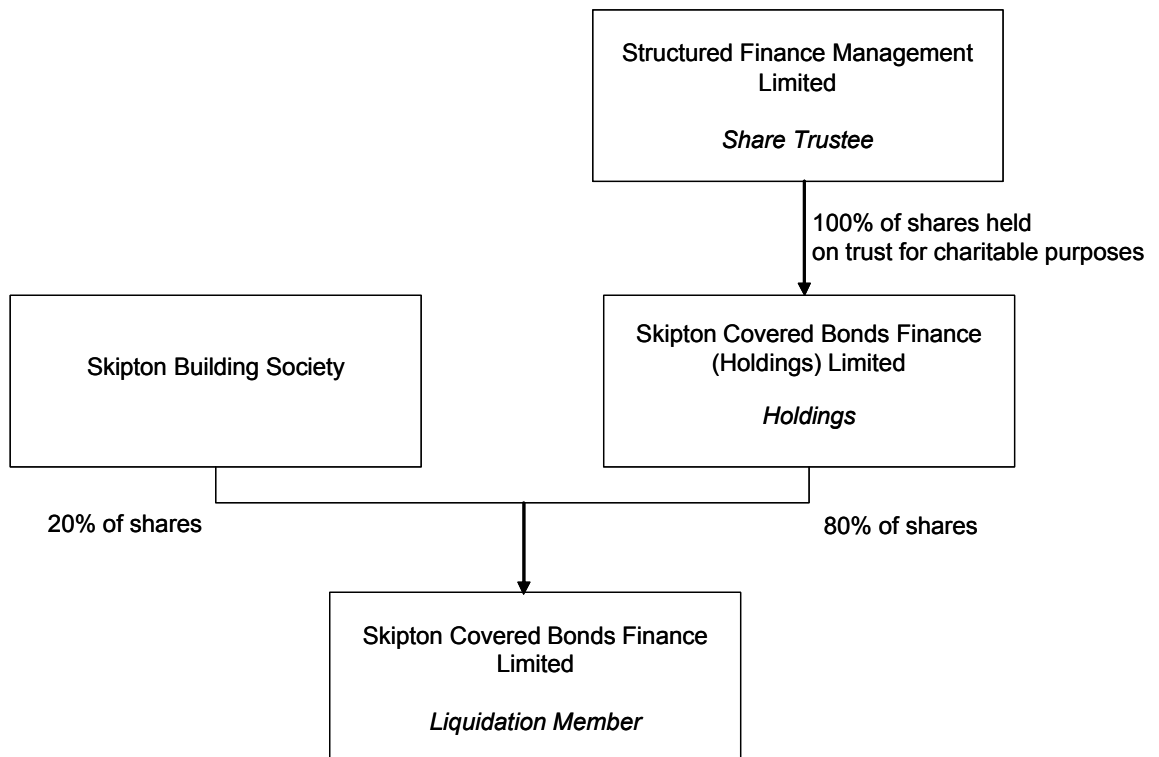 Structured Finance Management
Limited
Share Trustee
100% of shares held
on trust for charitable purposes
Skipton Building Society
Skipton Covered Bonds Finance
(Holdings) Limited
Holdings
20% of shares
80% of shares
Skipton Covered Bonds Finance
Limited
Liquidation Member